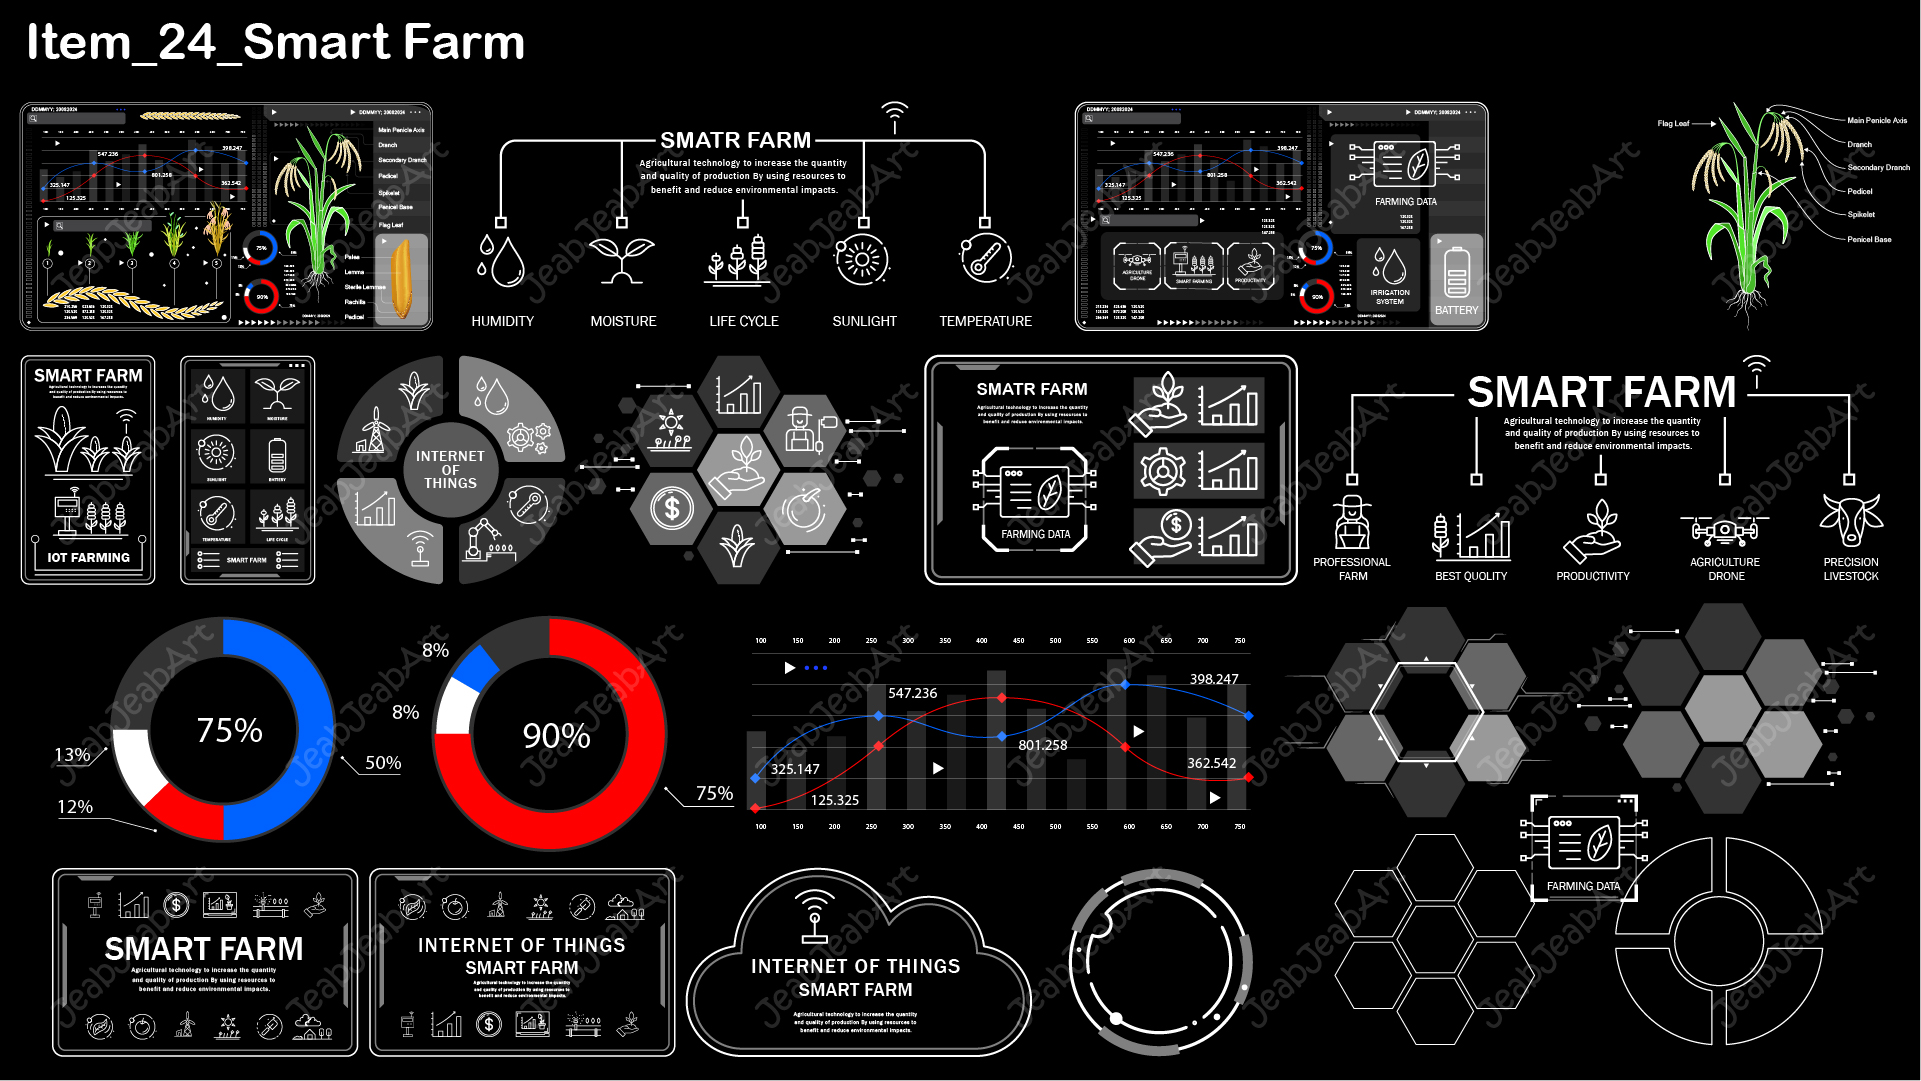 Item_24_Smart Farm
DDMMYY; 20082024
DDMMYY; 20082024
547.236
398.247
325.147
801.258
362.542
125.325
75%
90%
Main Penicle Axis
Dranch
Secondary Dranch
Pedicel
Spikelet
Penicel Base
Flag Leaf
Palea
Lemma
Sterile Lemmae
Rachilla
Pedicel
SMATR FARM
Agricultural technology to increase the quantity
and quality of production By using resources to
benefit and reduce environmental impacts.
HUMIDITY
MOISTURE
LIFE CYCLE
SUNLIGHT
TEMPERATURE
DDMMYY; 20082024
DDMMYY; 20082024
547.236
398.247
325.147
801.258
362.542
125.325
75%
90%
FARMING DATA
AGRICULTURE
DRONE
SMART FARMING
PRODUCTIVITY
IRRIGATION
SYSTEM
BATTERY
Flag Leaf
Main Penicle Axis
Dranch
Secondary Dranch
Pedicel
Spikelet
Penicel Base
SMART FARM
Agricultural technology to increase the quantity
and quality of production By using resources to
benefit and reduce environmental impacts.
IOT FARMING
HUMIDITY
MOISTURE
SUNLIGHT
BATTERY
TEMPERATURE
LIFE CYCLE
SMART FARM
INTERNET
OF
THINGS
SMATR FARM
Agricultural technology to increase the quantity
and quality of production By using resources to
benefit and reduce environmental impacts.
FARMING DATA
SMART FARM
Agricultural technology to increase the quantity
and quality of production By using resources to
benefit and reduce environmental impacts.
PROFESSIONAL
FARM
BEST QUOLITY
PRODUCTIVITY
AGRICULTURE
DRONE
PRECISION
LIVESTOCK
75%
13%
12%
50%
8%
8%
90%
75%
100 150 200 250 300 350 400 450 500 550 600 650 700 750
547.236
398.247
325.147
801.258
362.542
125.325
100 150 200 250 300 350 400 450 500 550 600 650 700 750
FARMING DATA
SMART FARM
Agricultural technology to increase the quantity
and quality of production By using resources to
benefit and reduce environmental impacts.
INTERNET OF THINGS
SMART FARM
Agricultural technology to increase the quantity
and quality of production By using resources to
benefit and reduce environmental impacts.
INTERNET OF THINGS
SMART FARM
Agricultural technology to increase the quantity
and quality of production By using resources to
benefit and reduce environmental impacts.
JeabJeabArt